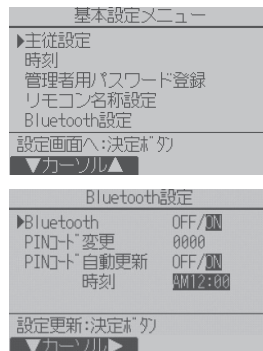 基本設定メニュー
▶主従設定
時刻
管理者用パスワード登録
リモコン名称設定
Bluetooth設定
設定画面へ:決定ボタン
▼カーソル▲
Bluetooth設定
▶Bluetooth OFF/ON
PINコード変更 0000
PINコード自動更新 OFF/ON
時刻 AM12:00
設定更新:決定ボタン
▼カーソル▶